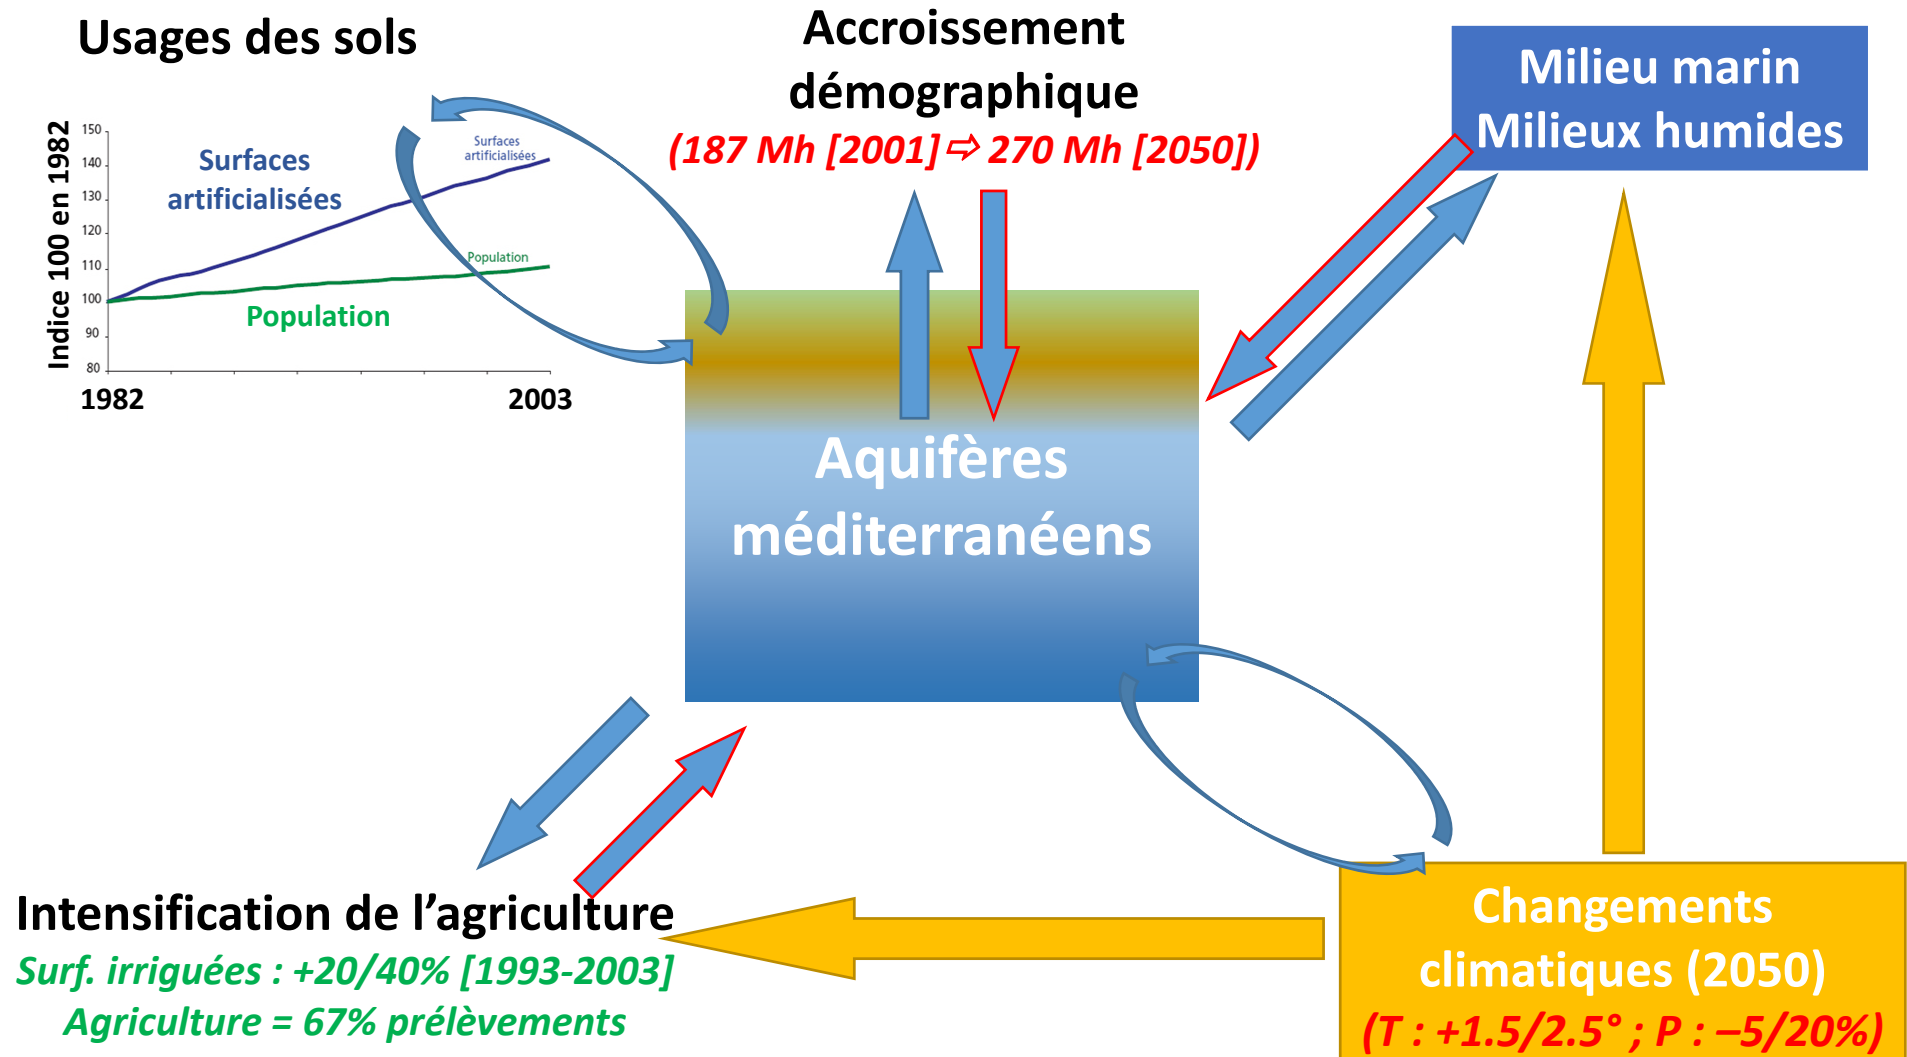 Usages des sols
Indice 100 en 1982
150
140
130
120
110
100
90
80
Surfaces
artificialisées
Surfaces
artificialisées
Population
Population
1982
2003
Accroissement
démographique
(187 Mh [2001] ⇨ 270 Mh [2050])
Milieu marin
Milieux humides
Aquifères
méditerranéens
Intensification de l’agriculture
Surf. irriguées : +20/40% [1993-2003]
Agriculture = 67% prélèvements
Changements
climatiques (2050)
(T : +1.5/2.5° ; P : –5/20%)